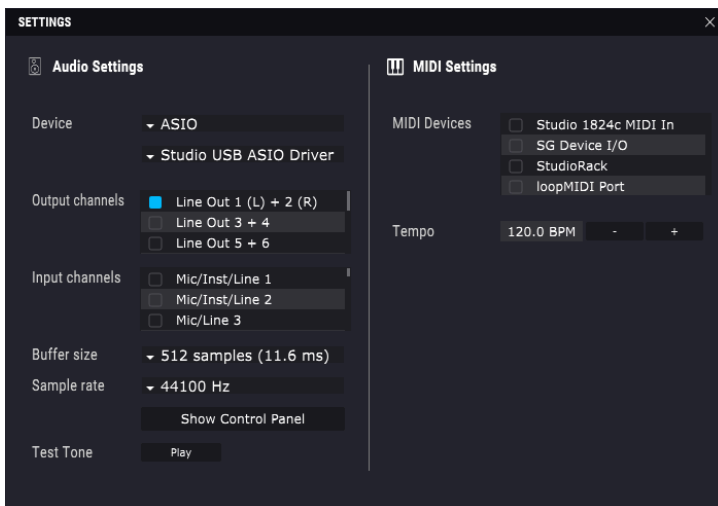 SETTINGS
Audio Settings
Device
ASIO
Studio USB ASIO Driver
Output channels
Line Out 1 (L) + 2 (R)
Line Out 3 + 4
Line Out 5 + 6
Input channels
Mic/Inst/Line 1
Mic/Inst/Line 2
Mic/Line 3
Buffer size
512 samples (11.6 ms)
Sample rate
44100 Hz
Show Control Panel
Test Tone
Play
MIDI Settings
MIDI Devices
Studio 1824c MIDI In
SG Device I/O
StudioRack
loopMIDI Port
Tempo
120.0 BPM
-
+